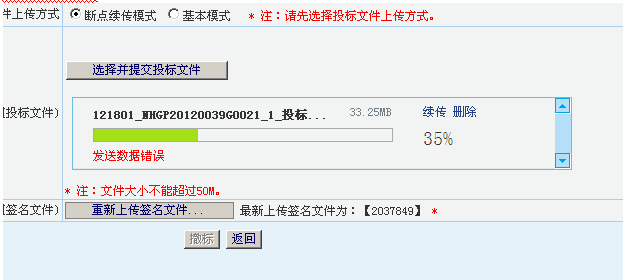 件上传方式 断点续传模式 基本模式 * 注：请先选择投标文件上传方式。
选择并提交投标文件
[投标文件) 121801_NHGP20120039G0021_1_投标... 33.25MB 续传 删除
35%
发送数据错误
* 注：文件大小不能超过50M。
[签名文件) 重新上传签名文件... 最新上传签名文件为：【2037849】 *
撤标 返回